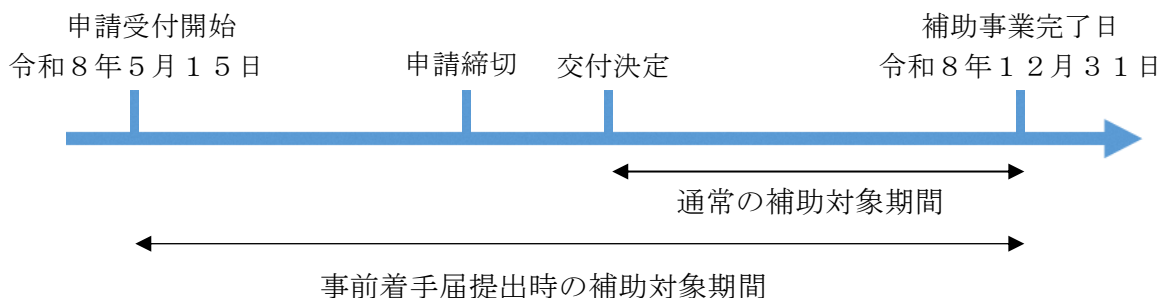 申請受付開始
令和８年５月１５日
申請締切
交付決定
補助事業完了日
令和８年１２月３１日
通常の補助対象期間
事前着手届提出時の補助対象期間